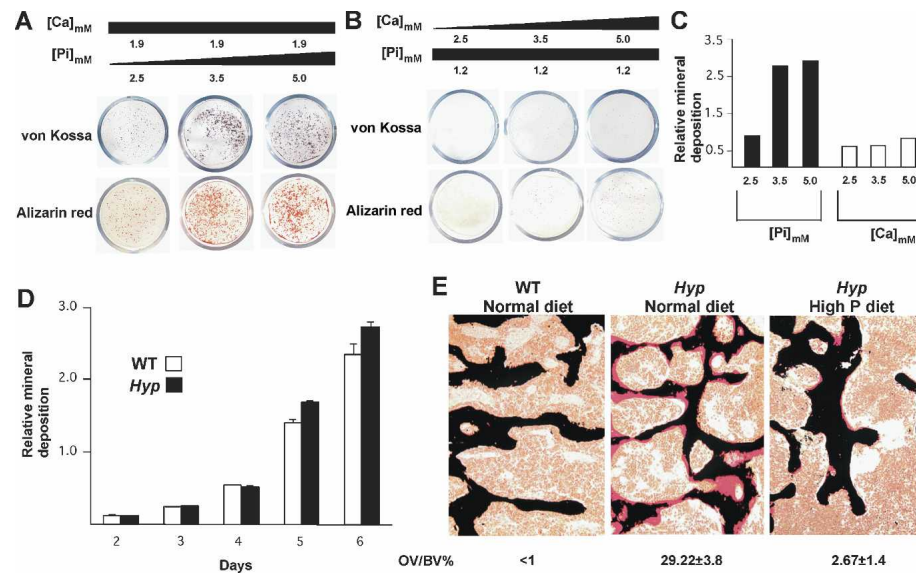 A
[Ca]mM
1.9 1.9 1.9
[Pi]mM
2.5 3.5 5.0
von Kossa
Alizarin red
B
[Ca]mM
2.5 3.5 5.0
[Pi]mM
1.2 1.2 1.2
von Kossa
Alizarin red
C
Relative mineral
deposition
3.5
2.5
1.5
0.5
2.5 3.5 5.0 2.5 3.5 5.0
[Pi]mM [Ca]mM
D
Relative mineral
deposition
3.0
2.0
1.0
WT
Hyp
2 3 4 5 6
Days
E
WT
Normal diet
Hyp
Normal diet
Hyp
High P diet
OV/BV% <1 29.22±3.8 2.67±1.4